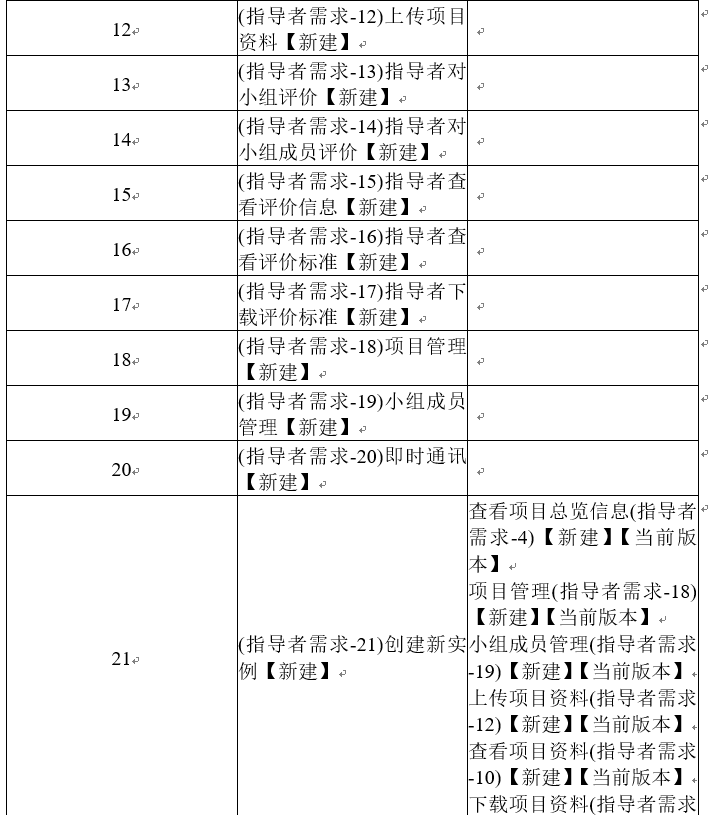 12
(指导者需求-12)上传项目
资料【新建】
13
(指导者需求-13)指导者对
小组评价【新建】
14
(指导者需求-14)指导者对
小组成员评价【新建】
15
(指导者需求-15)指导者查
看评价信息【新建】
16
(指导者需求-16)指导者查
看评价标准【新建】
17
(指导者需求-17)指导者下
载评价标准【新建】
18
(指导者需求-18)项目管理
【新建】
19
(指导者需求-19)小组成员
管理【新建】
20
(指导者需求-20)即时通讯
【新建】
21
(指导者需求-21)创建新实
例【新建】
查看项目总览信息(指导者
需求-4)【新建】【当前版
本】
项目管理(指导者需求-18)
【新建】【当前版本】
小组成员管理(指导者需求
-19)【新建】【当前版本】
上传项目资料(指导者需求
-12)【新建】【当前版本】
查看项目资料(指导者需求
-10)【新建】【当前版本】
下载项目资料(指导者需求